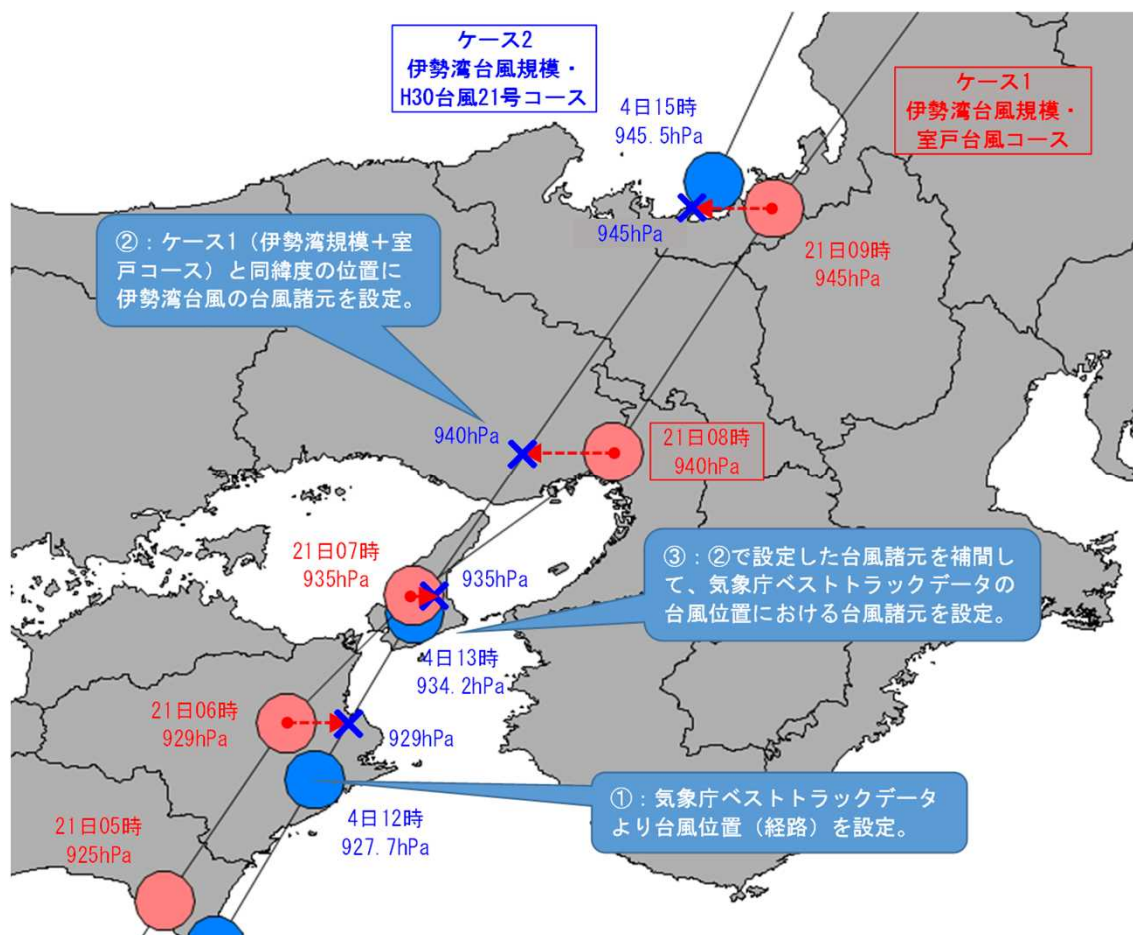 ケース2
伊勢湾台風規模・
H30台風21号コース
ケース1
伊勢湾台風規模・
室戸台風コース
4日15時
945.5hPa
945hPa
21日09時
945hPa
②：ケース1（伊勢湾規模＋室
戸コース）と同緯度の位置に
伊勢湾台風の台風諸元を設定。
940hPa
21日08時
940hPa
21日07時
935hPa
935hPa
③：②で設定した台風諸元を補間し
て、気象庁ベストトラックデータの
台風位置における台風諸元を設定。
4日13時
934.2hPa
21日06時
929hPa
929hPa
①：気象庁ベストトラックデータ
より台風位置（経路）を設定。
4日12時
927.7hPa
21日05時
925hPa